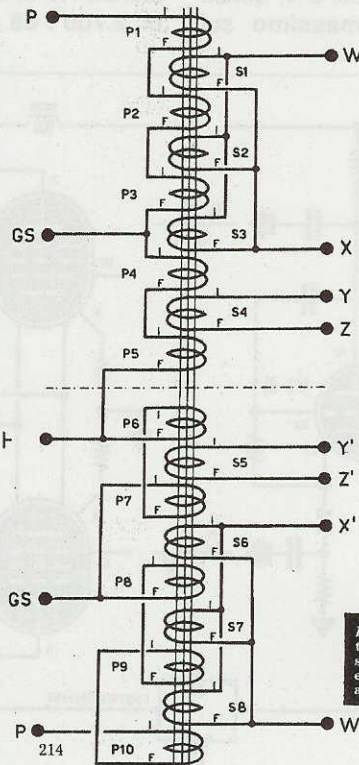 massimo
P I
P1
F I W
S1
I F
P2
F I
S2
I F
P3
F I
GS S3 X
I F
P4
F I Y
S4
I F Z
P5
F
I
P6
F I Y'
S5
I F Z'
P7
F I X'
S6
I F
P8
GS F I
S7
I F
P9
F I
S8
P I F W
214 P10
F